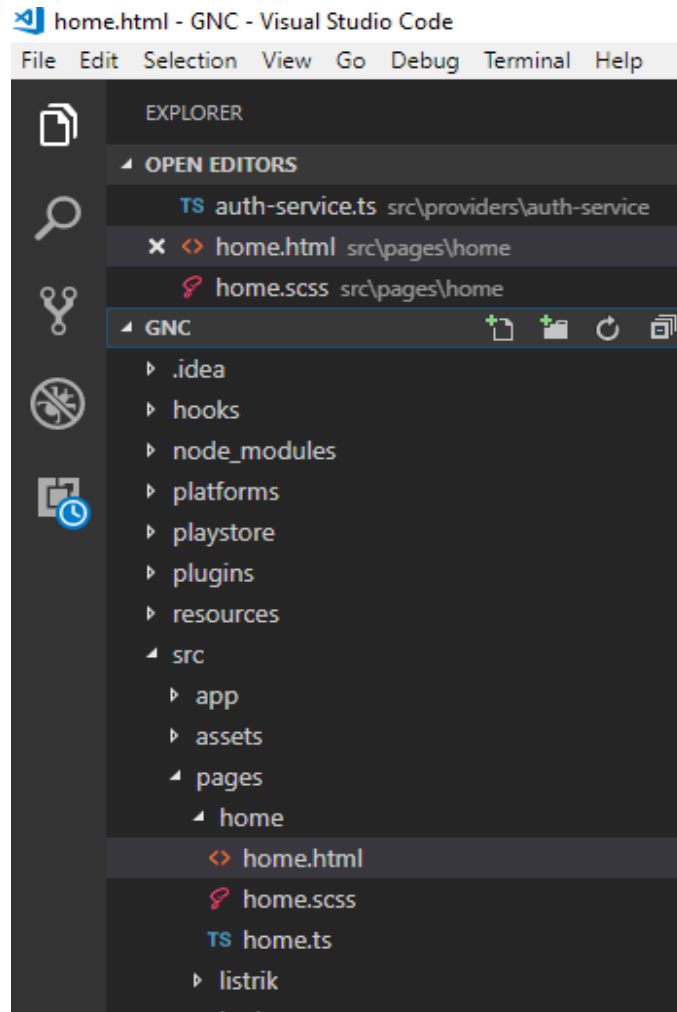 home.html - GNC - Visual Studio Code
File Edit Selection View Go Debug Terminal Help
EXPLORER
OPEN EDITORS
TS auth-service.ts src\providers\auth-service
home.html src\pages\home
home.scss src\pages\home
GNC
.idea
hooks
node_modules
platforms
playstore
plugins
resources
src
app
assets
pages
home
home.html
home.scss
TS home.ts
listrik